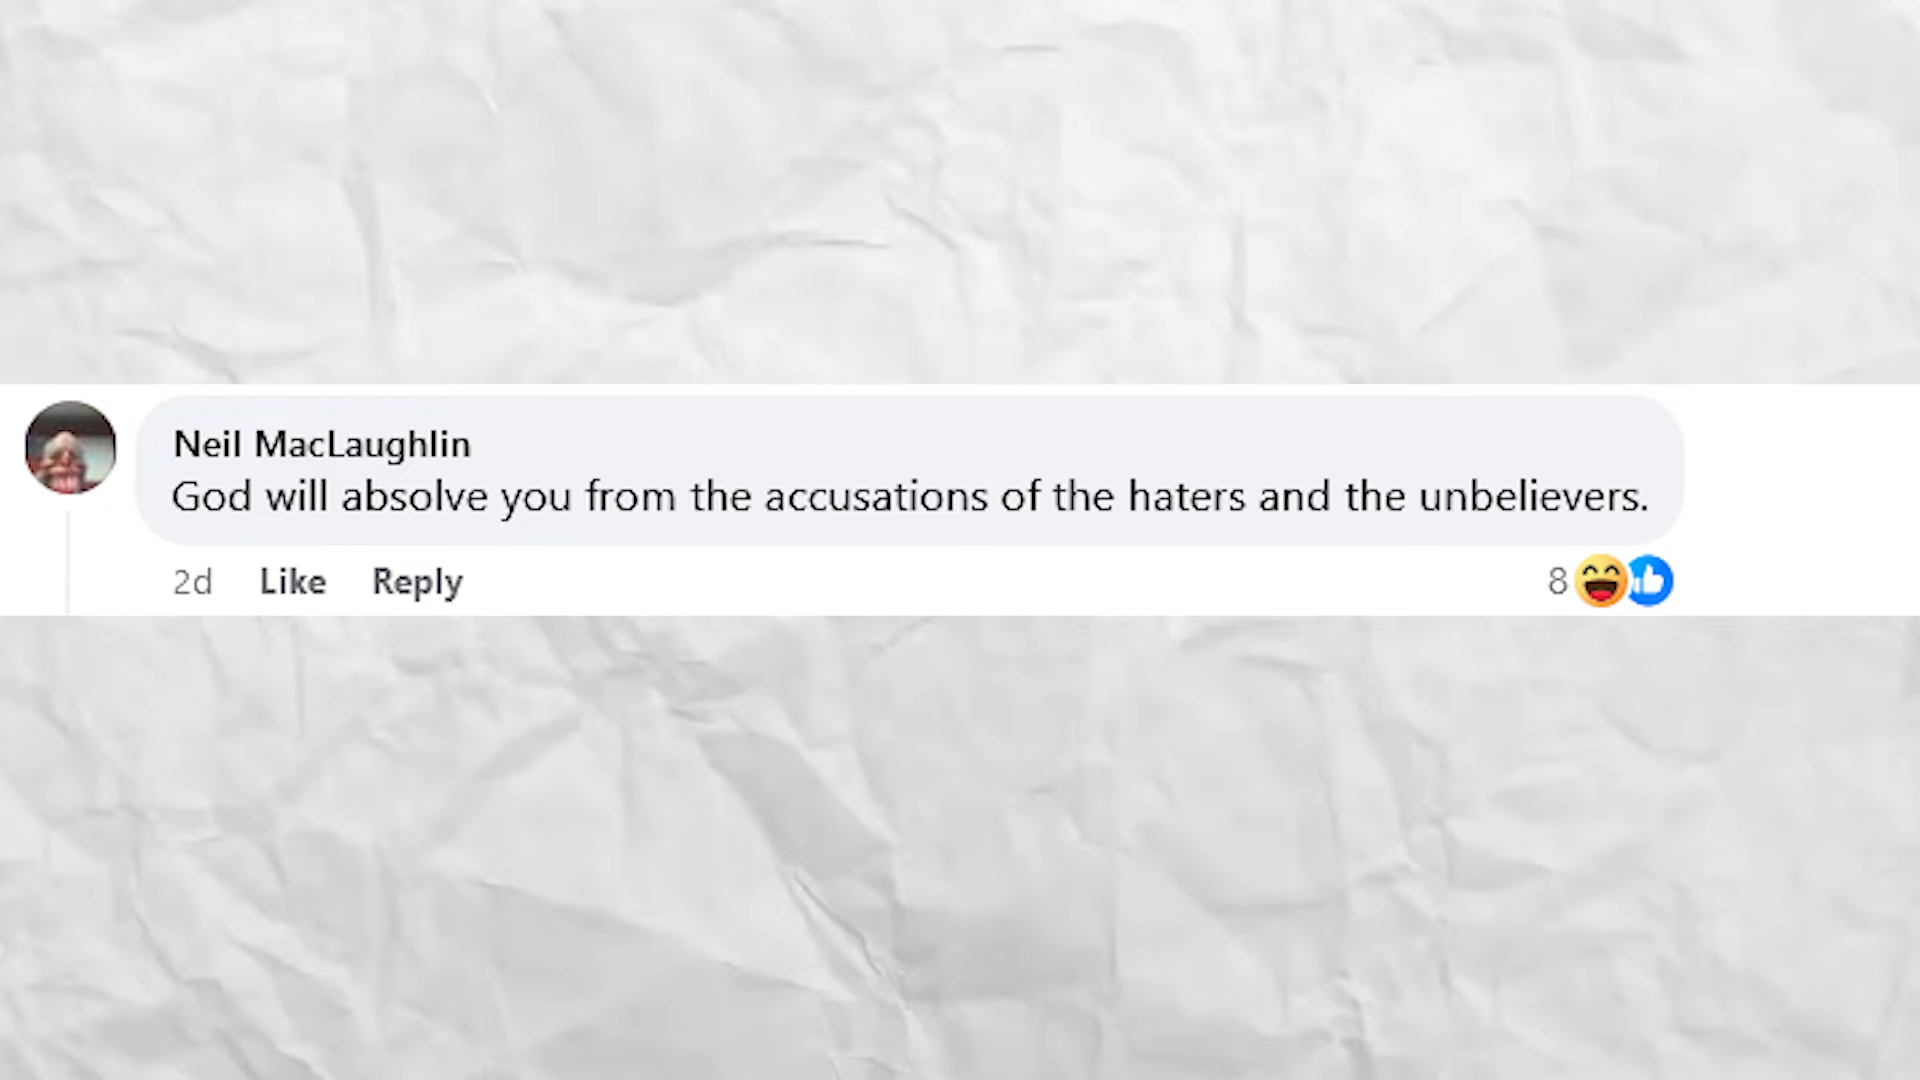 Neil MacLaughlin
God will absolve you from the accusations of the haters and the unbelievers.
2d Like Reply 8